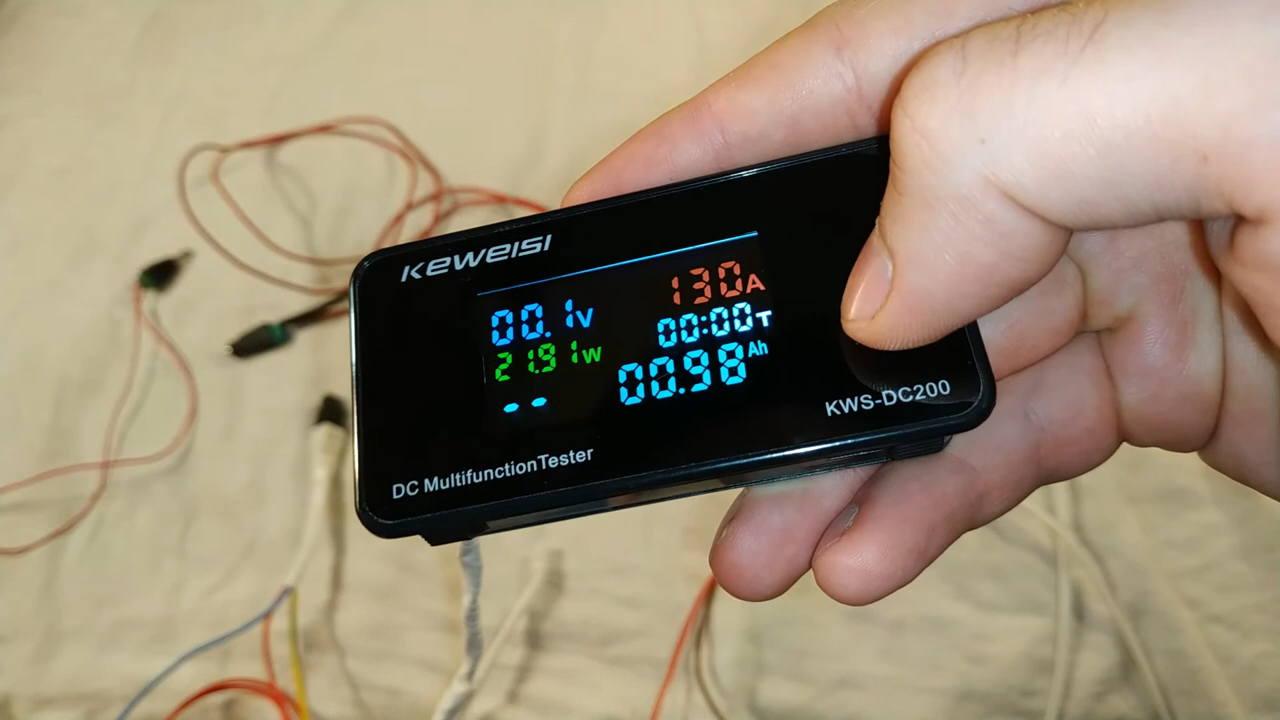 KEWEISI
00.1V 130A
21.91W 00:00T
-- 00.98Ah
DC MultifunctionTester
KWS-DC200